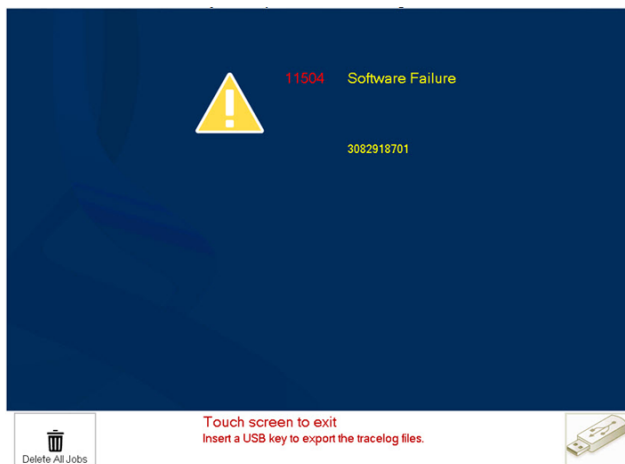 11504 Software Failure
3082918701
Touch screen to exit
Insert a USB key to export the tracelog files.
Delete All Jobs